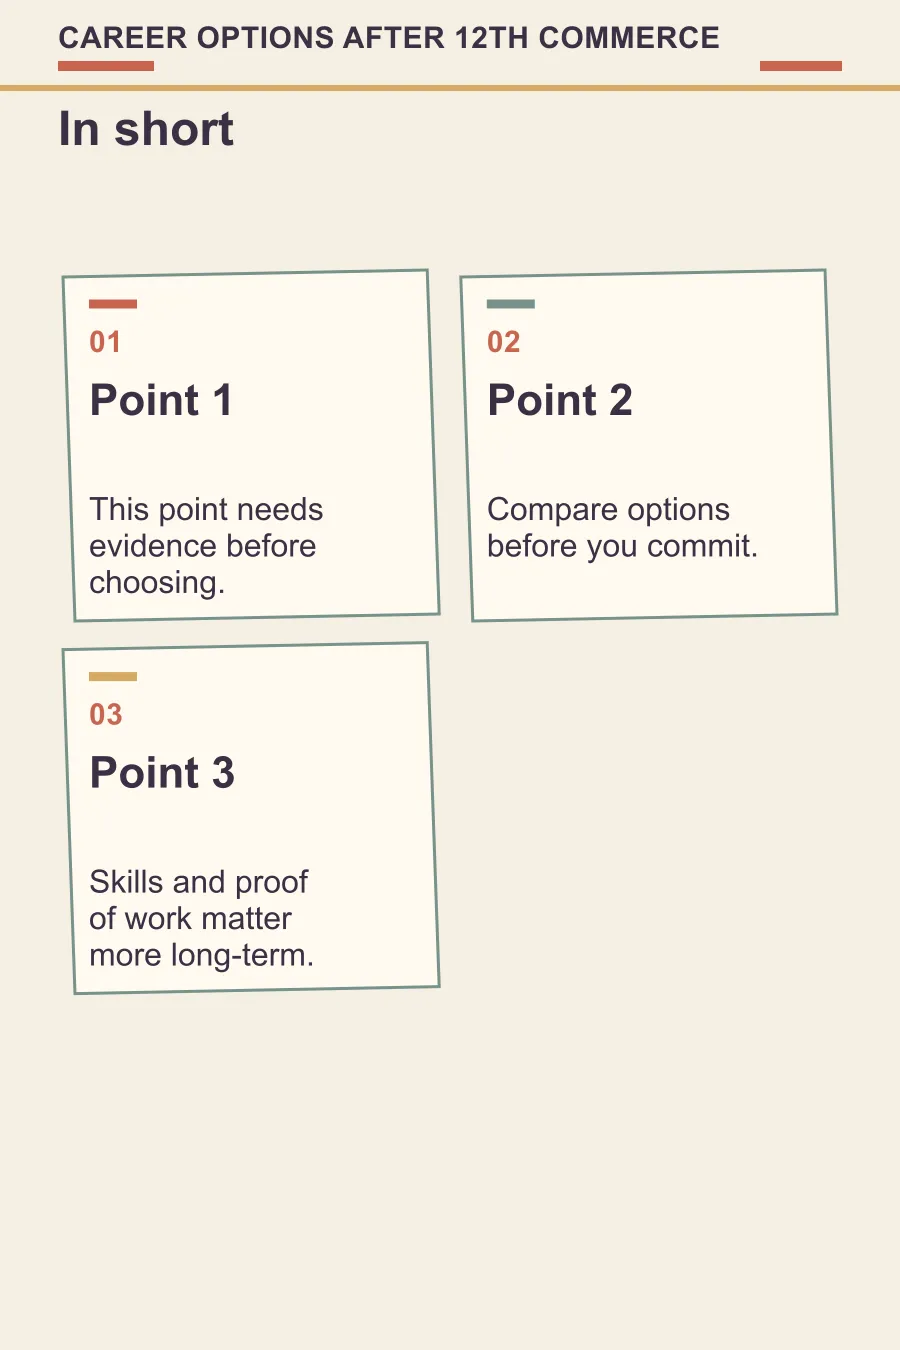 CAREER OPTIONS AFTER 12TH COMMERCE
In short
01
Point 1
This point needs
evidence before
choosing.
02
Point 2
Compare options
before you commit.
03
Point 3
Skills and proof
of work matter
more long-term.